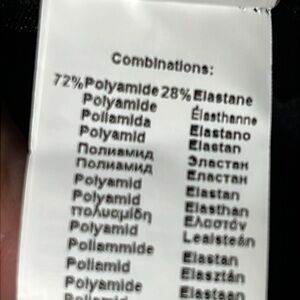 Combinations:
72%Polyamide 28%Elastane
Polyamide Élasthanne
Poliamida Elastano
Polyamid Elastan
Полиамид Эластан
Полиамид Еластан
Polyamid Elastan
Polyamid Elasthan
πολυαμίδη Ελαστάν
Polyamid Leaisteán
Poliammide Elastan
Poliamid Elasztán
Polyamide Elastaan